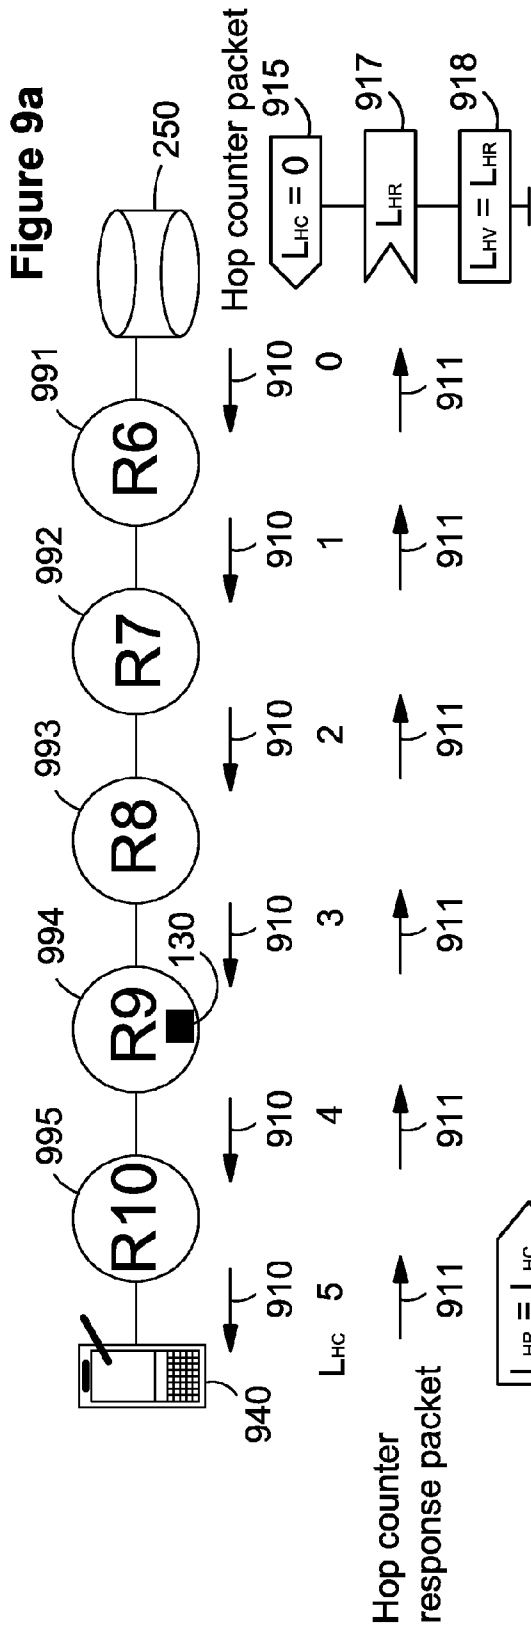 Figure 9a
995 994 993 992 991
R10 R9 R8 R7 R6
940 130 250
Hop counter packet
910 910 910 910 910 910
LHC 5 4 3 2 1 0
Hop counter
response packet
911 911 911 911 911 911
LHC = 0
915
LHR
917
LHV = LHR
918
LHR = LHC